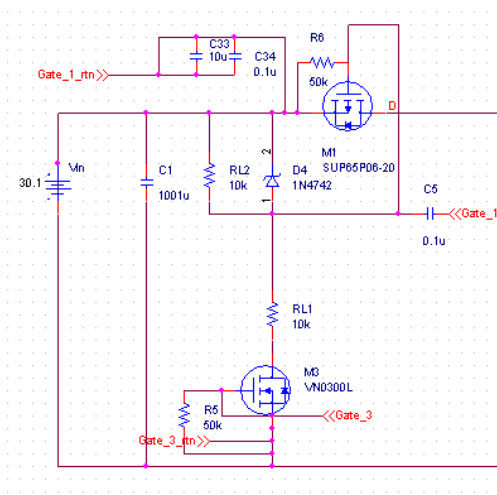 R6
C33
10u
C34
0.1u
Gate_1_rtn
50k
D
M1
SUP65P06-20
Vin
30.1
C1
1001u
RL2
10k
2
D4
1N4742
1
C5
Gate_1
0.1u
RL1
10k
M3
VN0300L
R5
50k
Gate_3
Gate_3_rtn